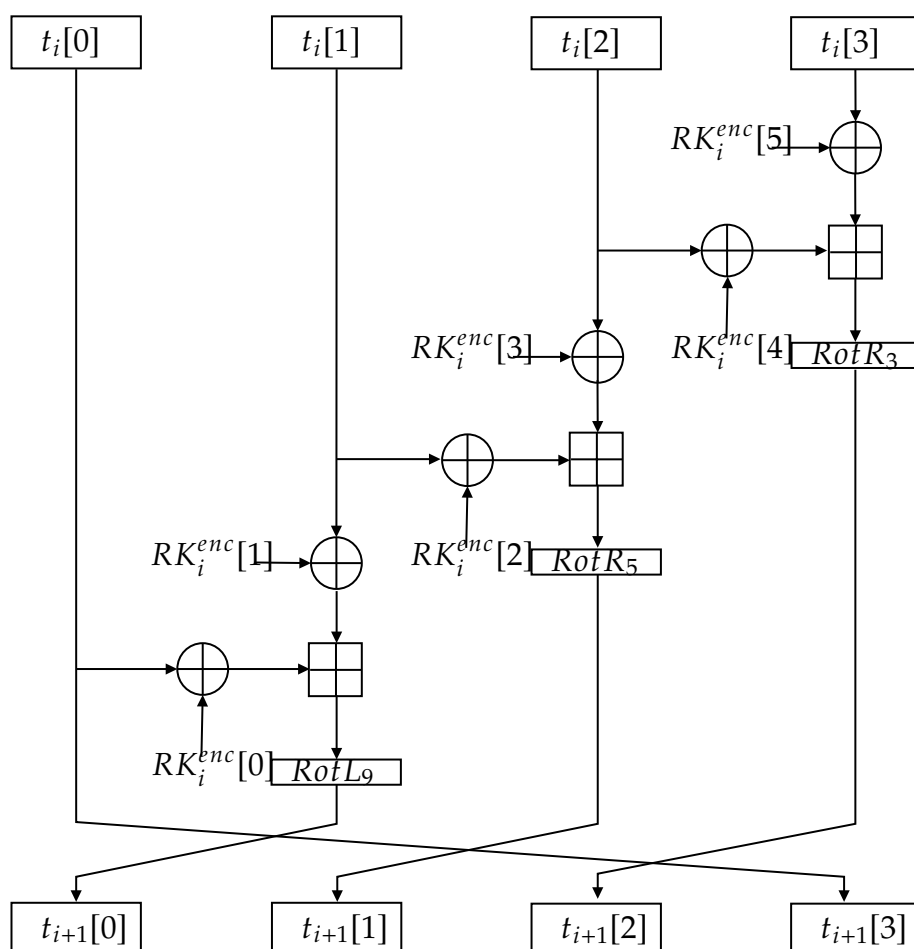 t_i[0] t_i[1] t_i[2] t_i[3]
RK_i^{enc}[5]
RK_i^{enc}[3] RK_i^{enc}[4] RotR_3
RK_i^{enc}[1] RK_i^{enc}[2] RotR_5
RK_i^{enc}[0] RotL_9
t_{i+1}[0] t_{i+1}[1] t_{i+1}[2] t_{i+1}[3]